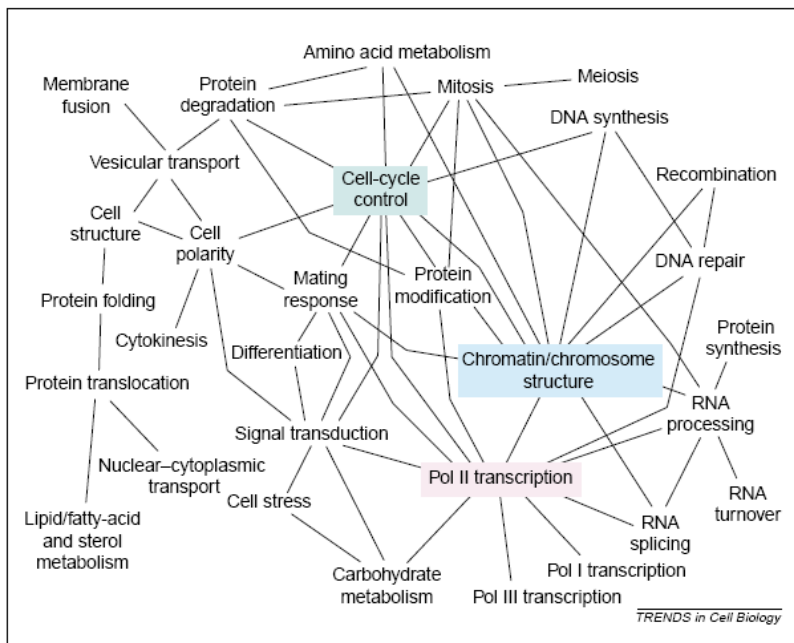 Amino acid metabolism
Membrane
fusion
Protein
degradation
Mitosis
Meiosis
DNA synthesis
Vesicular transport
Cell-cycle
control
Recombination
Cell
structure
Cell
polarity
DNA repair
Mating
response
Protein
modification
Protein folding
Cytokinesis
Differentiation
Chromatin/chromosome
structure
Protein
synthesis
Protein translocation
RNA
processing
Signal transduction
Nuclear–cytoplasmic
transport
Pol II transcription
Cell stress
RNA
turnover
Lipid/fatty-acid
and sterol
metabolism
RNA
splicing
Carbohydrate
metabolism
Pol I transcription
Pol III transcription
TRENDS in Cell Biology